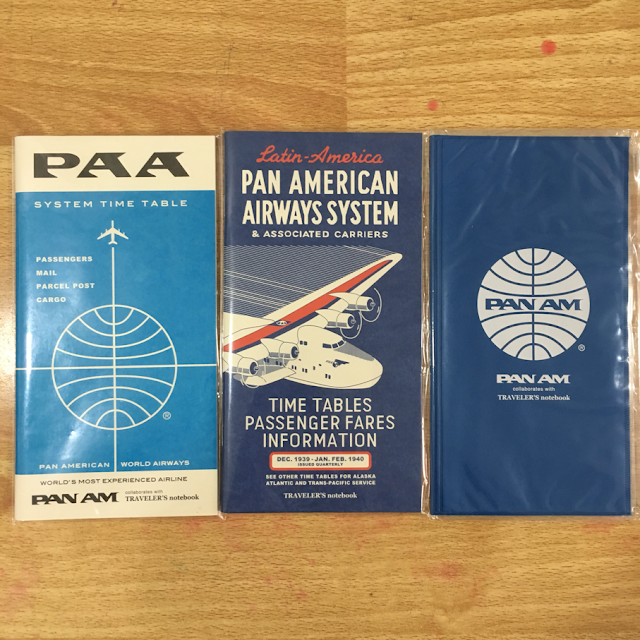 PAA
SYSTEM TIME TABLE
PASSENGERS
MAIL
PARCEL POST
CARGO
®
PAN AMERICAN WORLD AIRWAYS
WORLD'S MOST EXPERIENCED AIRLINE
PAN AM collaborates with TRAVELER'S notebook
Latin-America
PAN AMERICAN
AIRWAYS SYSTEM
& ASSOCIATED CARRIERS
TIME TABLES
PASSENGER FARES
INFORMATION
DEC. 1939 - JAN. FEB. 1940
ISSUED QUARTERLY
SEE OTHER TIME TABLES FOR ALASKA
ATLANTIC AND TRANS-PACIFIC SERVICE
TRAVELER'S notebook
PAN AM
®
PAN AM
collaborates with
TRAVELER'S notebook